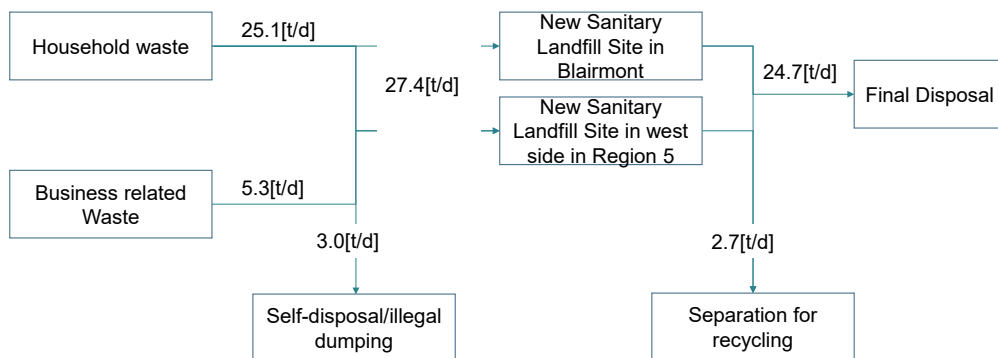 Household waste
25.1[t/d]
27.4[t/d]
New Sanitary
Landfill Site in
Blairmont
24.7[t/d]
Final Disposal
New Sanitary
Landfill Site in west
side in Region 5
Business related
Waste
5.3[t/d]
3.0[t/d]
2.7[t/d]
Self-disposal/illegal
dumping
Separation for
recycling